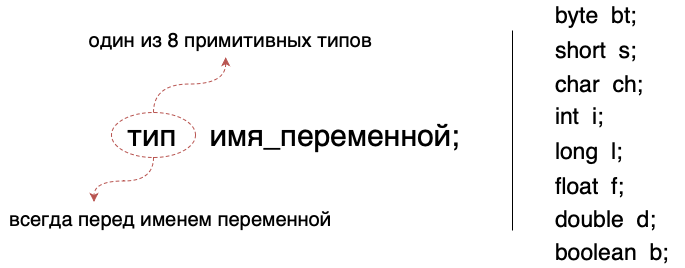 один из 8 примитивных типов
тип имя_переменной;
всегда перед именем переменной
byte bt;
short s;
char ch;
int i;
long l;
float f;
double d;
boolean b;